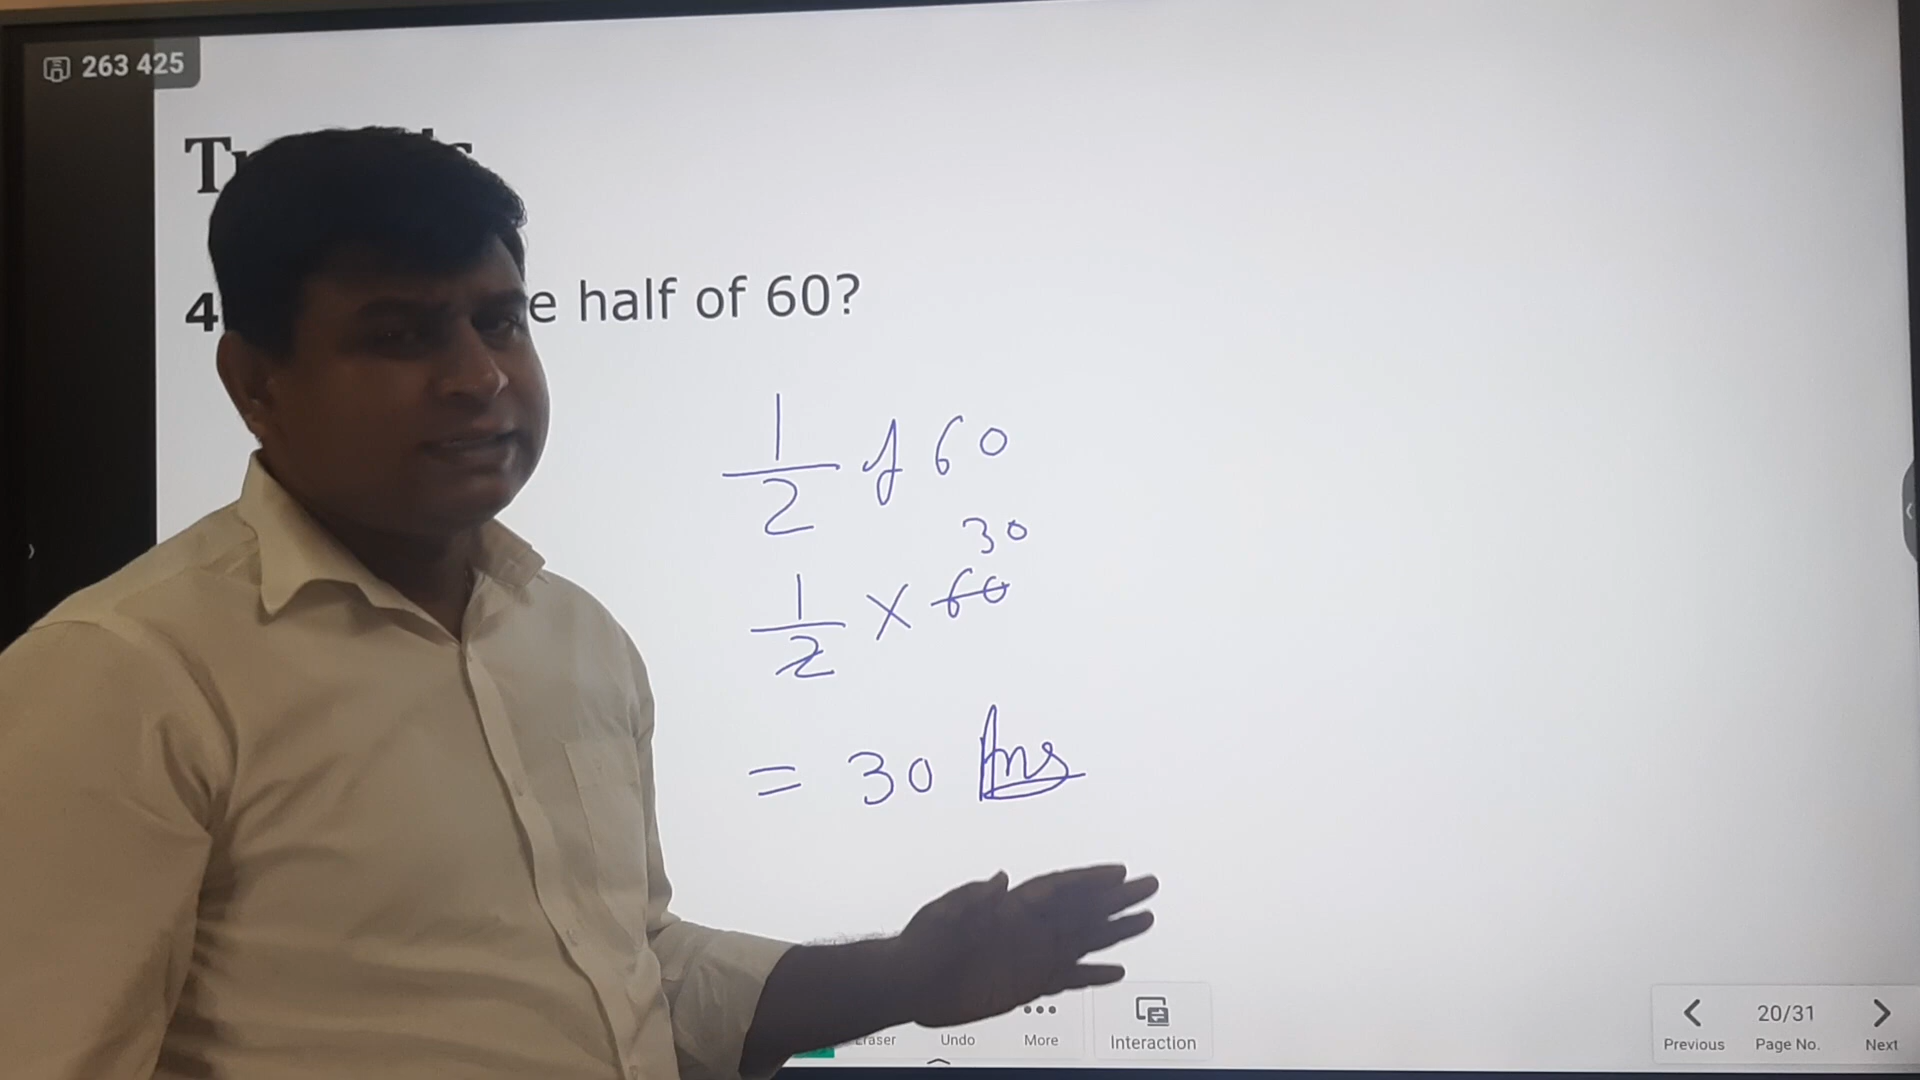 263 425
4
e half of 60?
1
2
of 60
30
1
2
X 60
= 30 Ans
Eraser
Undo
More
Interaction
Previous
20/31
Page No.
Next